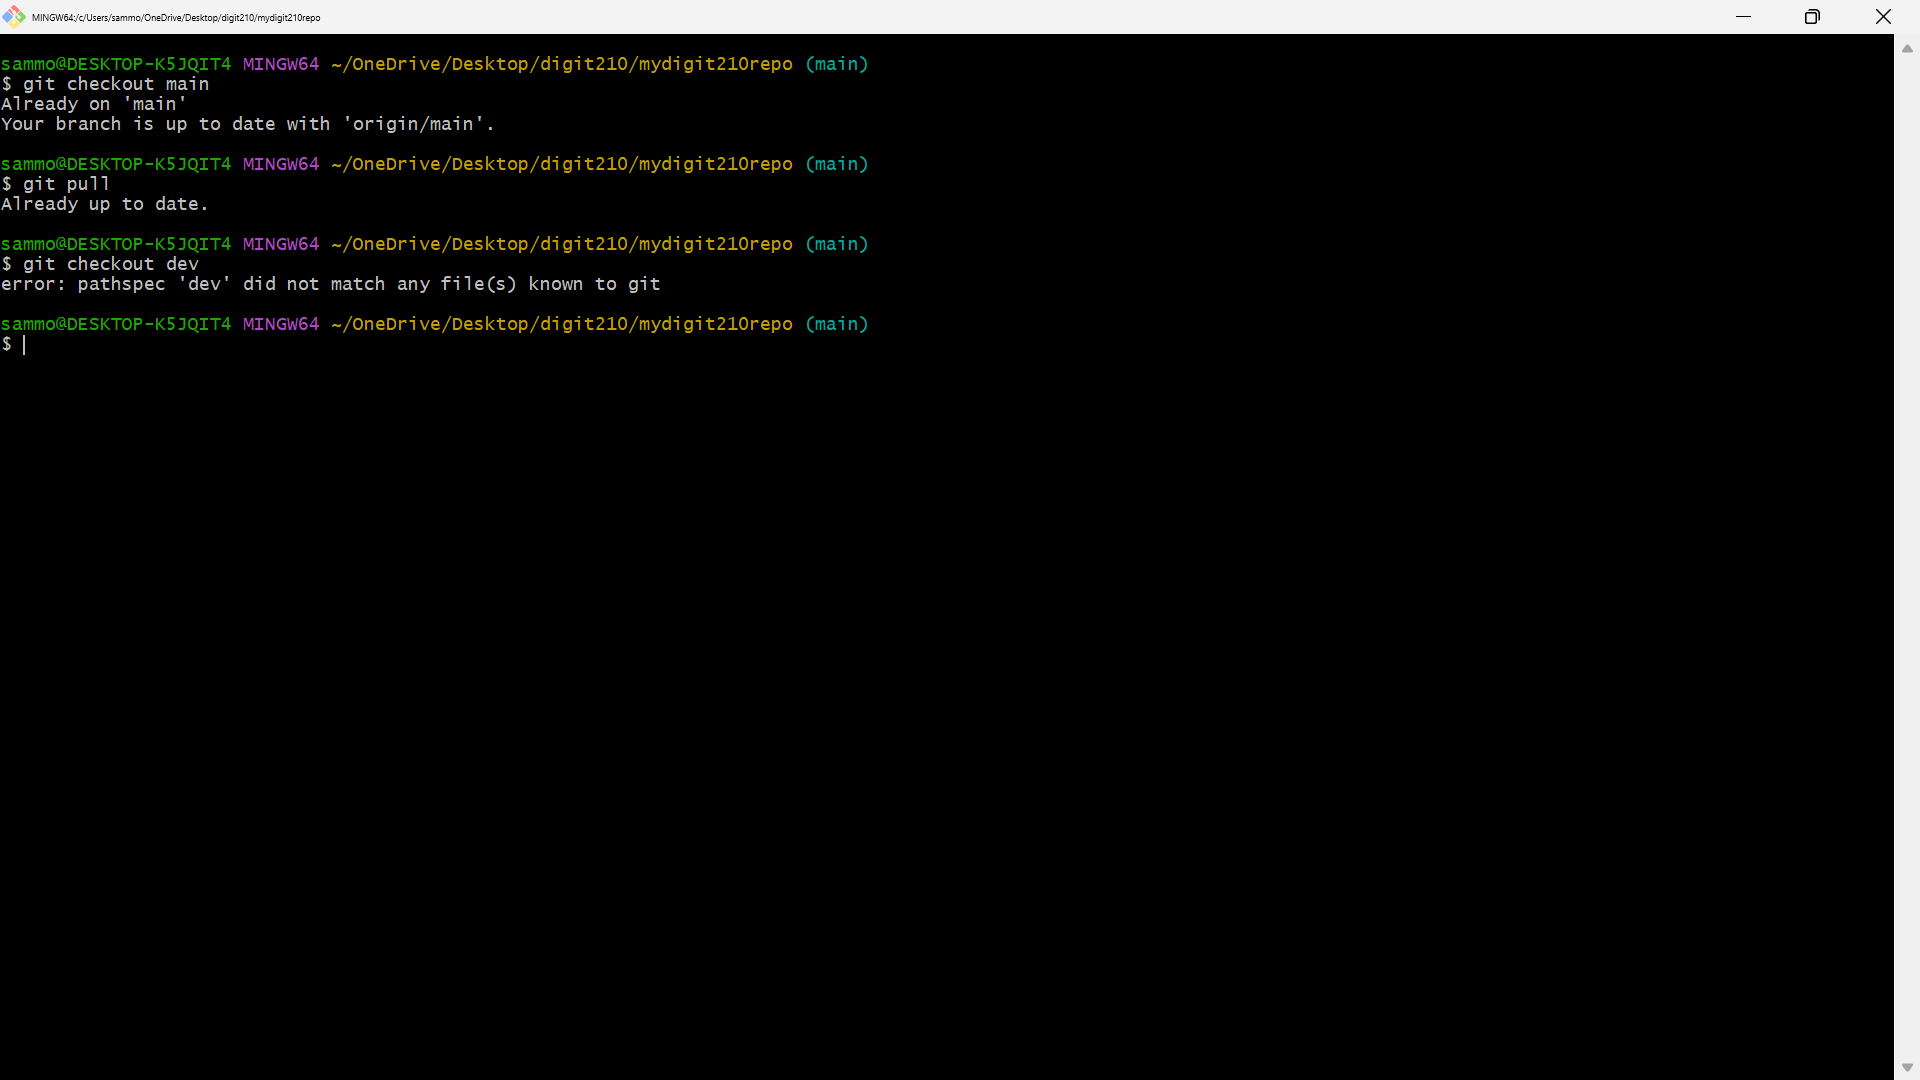 MINGW64:/c/Users/sammo/OneDrive/Desktop/digit210/mydigit210repo
sammo@DESKTOP-K5JQIT4 MINGW64 ~/OneDrive/Desktop/digit210/mydigit210repo (main)
$ git checkout main
Already on 'main'
Your branch is up to date with 'origin/main'.
sammo@DESKTOP-K5JQIT4 MINGW64 ~/OneDrive/Desktop/digit210/mydigit210repo (main)
$ git pull
Already up to date.
sammo@DESKTOP-K5JQIT4 MINGW64 ~/OneDrive/Desktop/digit210/mydigit210repo (main)
$ git checkout dev
error: pathspec 'dev' did not match any file(s) known to git
sammo@DESKTOP-K5JQIT4 MINGW64 ~/OneDrive/Desktop/digit210/mydigit210repo (main)
$